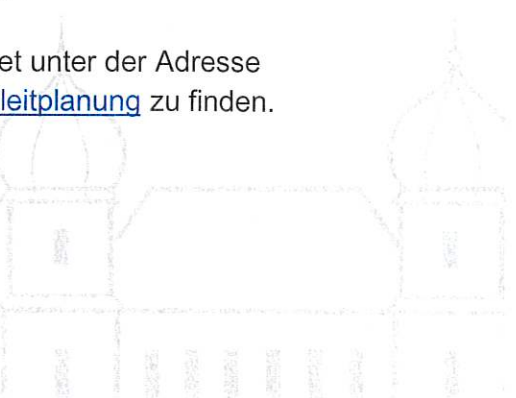 et unter der Adresse
leitplanung zu finden.